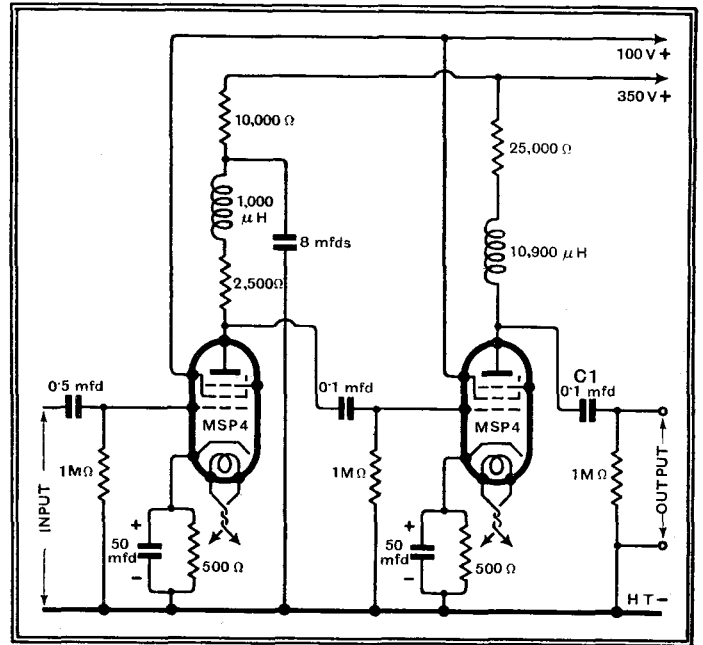 100 V +
350 V +
10,000 Ω
25,000 Ω
1,000
μH
8 mfds
10,900 μH
2,500Ω
0·5 mfd
MSP4
0·1 mfd
MSP4
C1
0·1 mfd
INPUT
1MΩ
1MΩ
1MΩ
OUTPUT
+
50
mfd
−
500 Ω
+
50
mfd
−
500 Ω
HT−